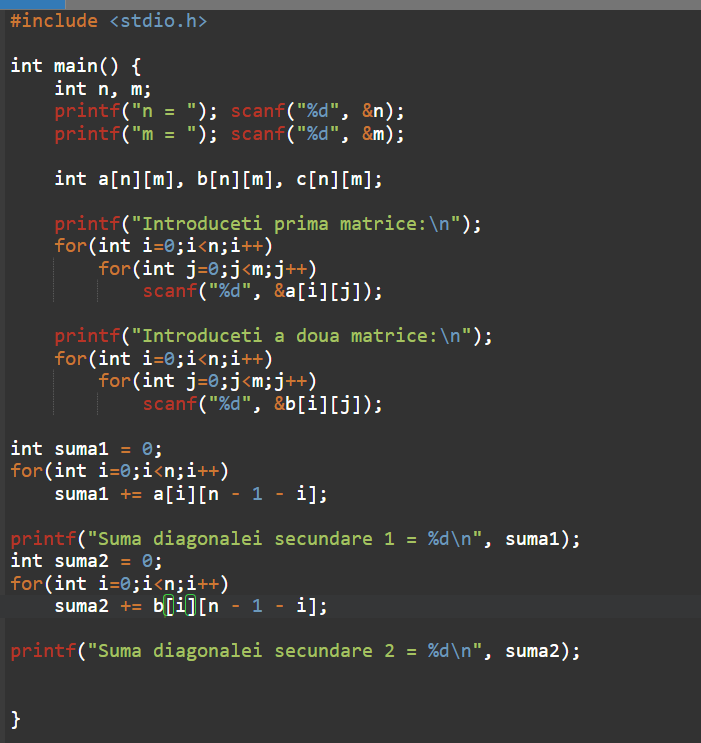 #include <stdio.h>
int main() {
    int n, m;
    printf("n = "); scanf("%d", &n);
    printf("m = "); scanf("%d", &m);
    int a[n][m], b[n][m], c[n][m];
    printf("Introduceti prima matrice:\n");
    for(int i=0;i<n;i++)
        for(int j=0;j<m;j++)
            scanf("%d", &a[i][j]);
    printf("Introduceti a doua matrice:\n");
    for(int i=0;i<n;i++)
        for(int j=0;j<m;j++)
            scanf("%d", &b[i][j]);
int suma1 = 0;
for(int i=0;i<n;i++)
    suma1 += a[i][n - 1 - i];
printf("Suma diagonalei secundare 1 = %d\n", suma1);
int suma2 = 0;
for(int i=0;i<n;i++)
    suma2 += b[i][n - 1 - i];
printf("Suma diagonalei secundare 2 = %d\n", suma2);
}